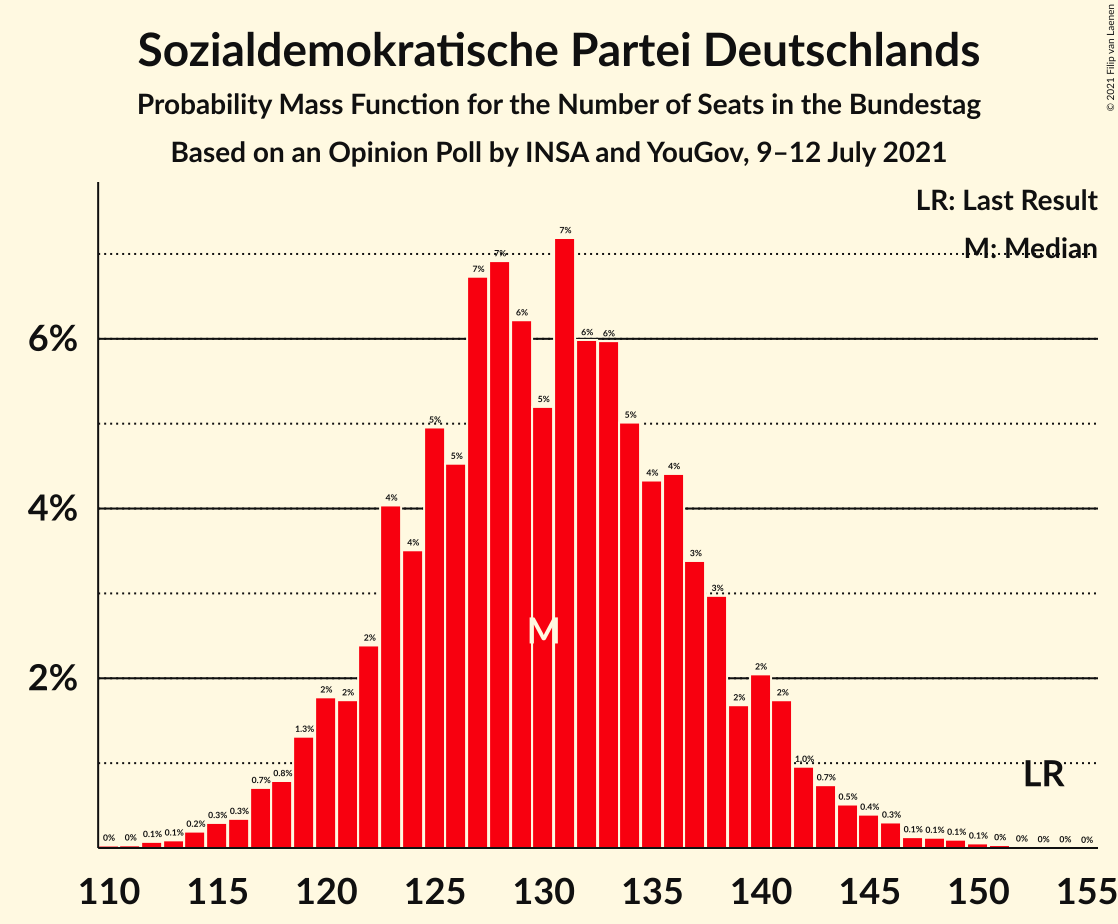 © 2021 Filip van Laenen
Sozialdemokratische Partei Deutschlands
Probability Mass Function for the Number of Seats in the Bundestag
Based on an Opinion Poll by INSA and YouGov, 9–12 July 2021
LR: Last Result
M: Median
6%
4%
2%
0% 0% 0.1% 0.1% 0.2% 0.3% 0.3% 0.7% 0.8% 1.3% 2% 2% 2% 4% 4% 5% 5% 7% 7% 6% 5% 7% 6% 6% 5% 4% 4% 3% 3% 2% 2% 2% 1.0% 0.7% 0.5% 0.4% 0.3% 0.1% 0.1% 0.1% 0.1% 0% 0% 0% 0% 0%
M
LR
110 115 120 125 130 135 140 145 150 155